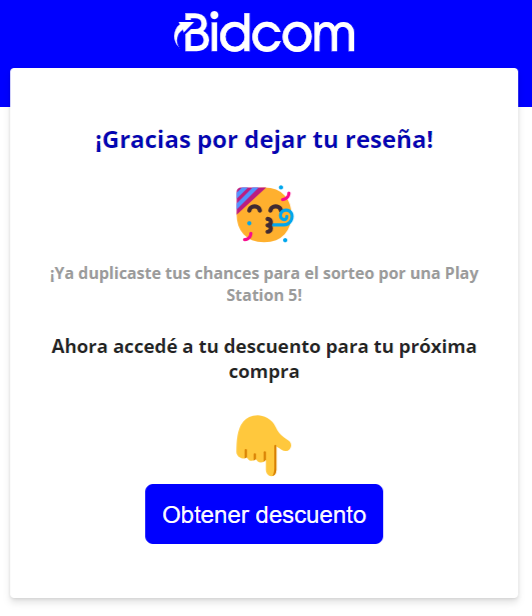 Bidcom
¡Gracias por dejar tu reseña!
¡Ya duplicaste tus chances para el sorteo por una Play
Station 5!
Ahora accedé a tu descuento para tu próxima
compra
Obtener descuento